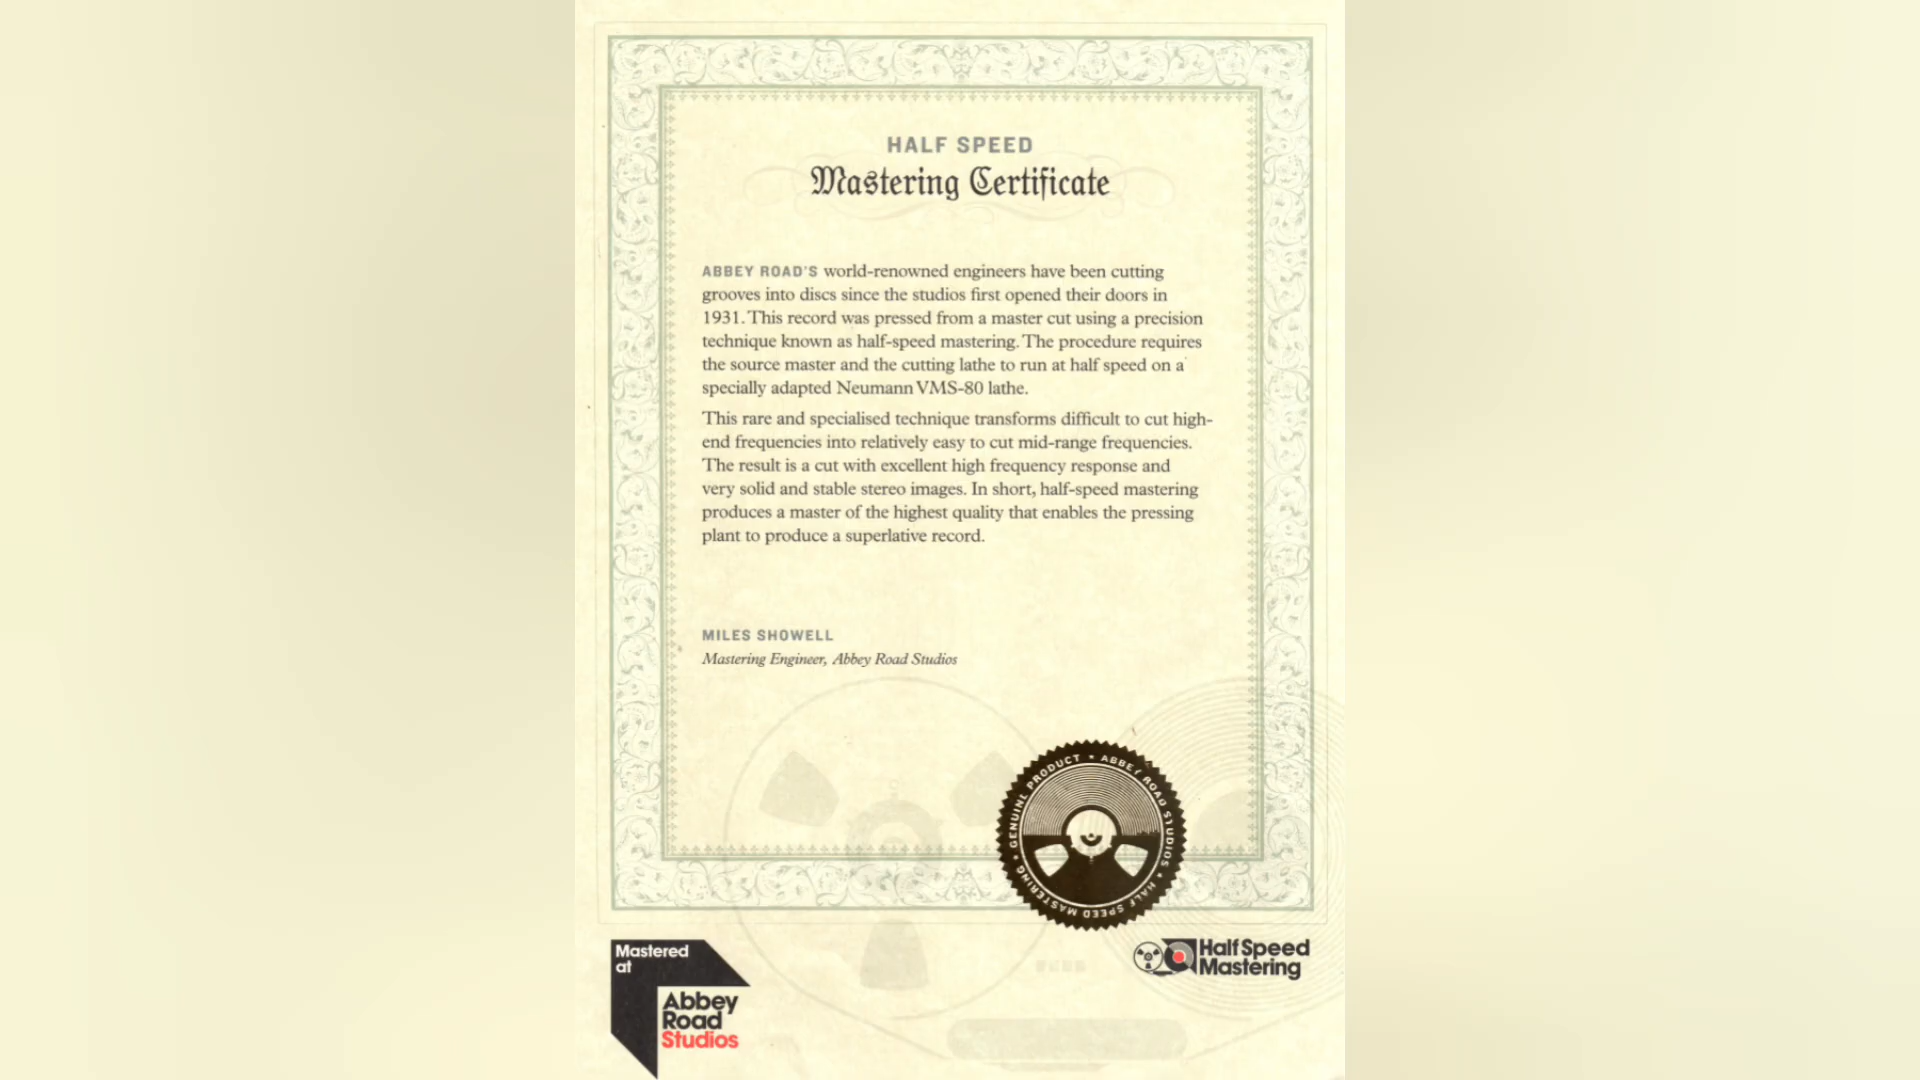 HALF SPEED
Mastering Certificate
ABBEY ROAD'S world-renowned engineers have been cutting
grooves into discs since the studios first opened their doors in
1931. This record was pressed from a master cut using a precision
technique known as half-speed mastering. The procedure requires
the source master and the cutting lathe to run at half speed on a
specially adapted Neumann VMS-80 lathe.
This rare and specialised technique transforms difficult to cut high-
end frequencies into relatively easy to cut mid-range frequencies.
The result is a cut with excellent high frequency response and
very solid and stable stereo images. In short, half-speed mastering
produces a master of the highest quality that enables the pressing
plant to produce a superlative record.
MILES SHOWELL
Mastering Engineer, Abbey Road Studios
GENUINE PRODUCT * ABBEY ROAD STUDIOS * HALF SPEED MASTERING *
Mastered
at
Abbey
Road
Studios
Half Speed
Mastering